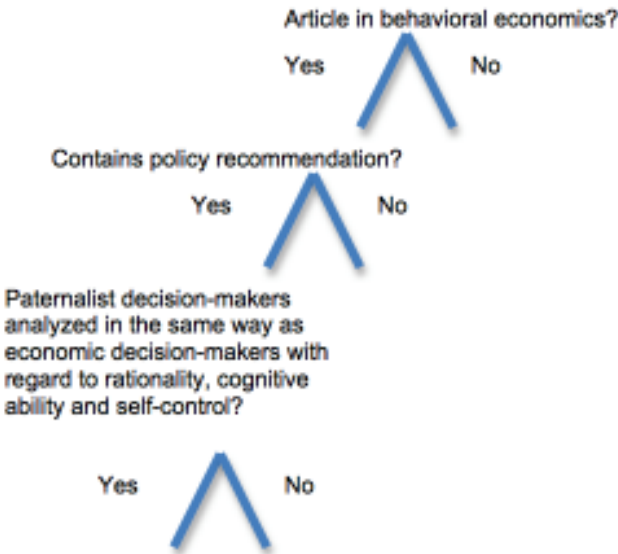 Article in behavioral economics?
Yes No
Contains policy recommendation?
Yes No
Paternalist decision-makers
analyzed in the same way as
economic decision-makers with
regard to rationality, cognitive
ability and self-control?
Yes No